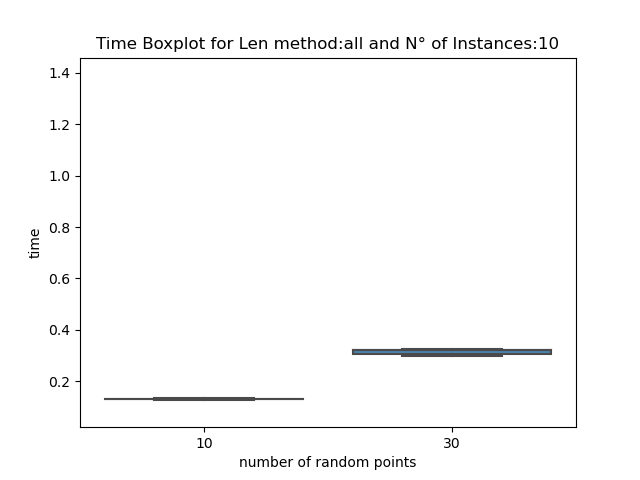 Time Boxplot for Len method:all and N° of Instances:10
1.4
1.2
1.0
0.8
0.6
0.4
0.2
time
10 30
number of random points